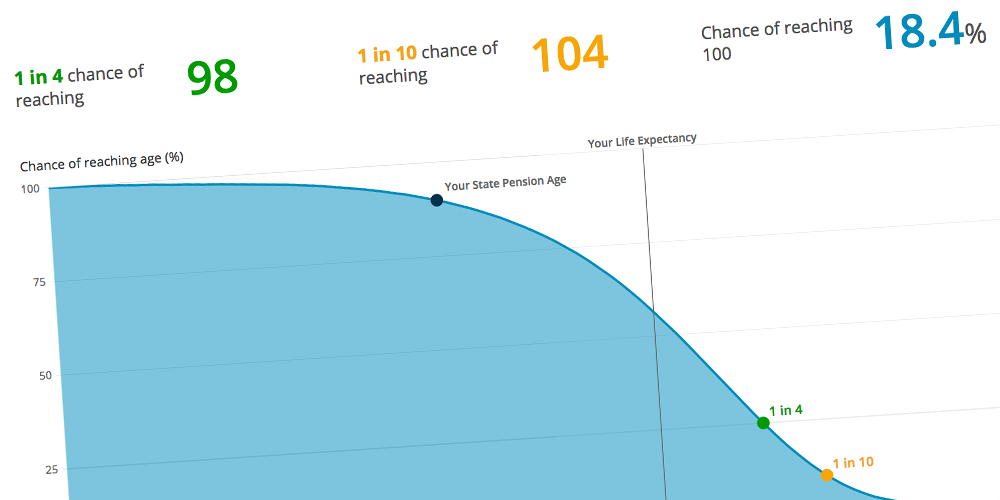 1 in 4 chance of
reaching
98
1 in 10 chance of
reaching
104
Chance of reaching
100
18.4%
Chance of reaching age (%)
Your Life Expectancy
Your State Pension Age
100
75
50
25
1 in 4
1 in 10